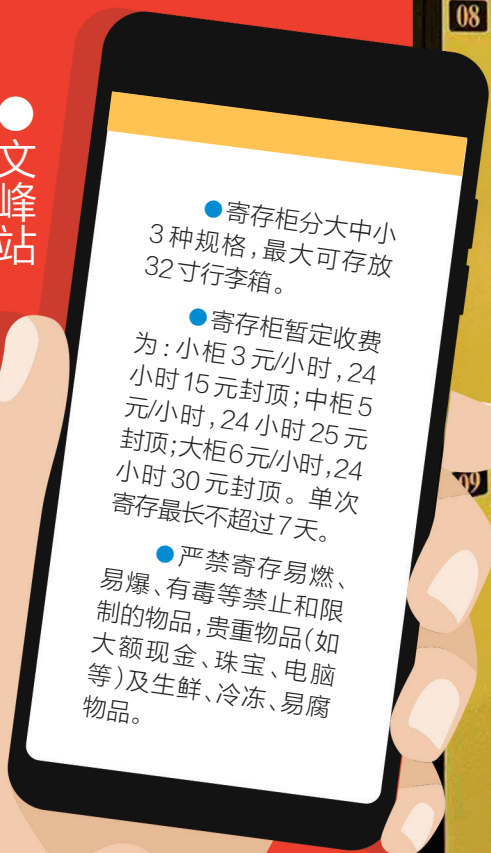 08
●文峰站
●寄存柜分大中小
3种规格,最大可存放
32寸行李箱。
●寄存柜暂定收费
为:小柜3元/小时,24
小时15元封顶;中柜5
元/小时,24小时25元
封顶;大柜6元/小时,24
小时30元封顶。单次
寄存最长不超过7天。
●严禁寄存易燃、
易爆、有毒等禁止和限
制的物品,贵重物品(如
大额现金、珠宝、电脑
等)及生鲜、冷冻、易腐
物品。
09